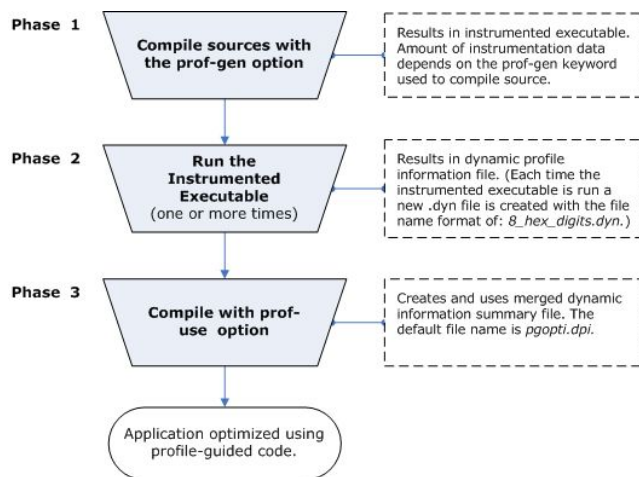 Phase 1
Compile sources with
the prof-gen option
Results in instrumented executable.
Amount of instrumentation data
depends on the prof-gen keyword
used to compile source.
Phase 2
Run the
Instrumented
Executable
(one or more times)
Results in dynamic profile
information file. (Each time the
instrumented executable is run a
new .dyn file is created with the file
name format of: 8_hex_digits.dyn.)
Phase 3
Compile with prof-
use option
Creates and uses merged dynamic
information summary file. The
default file name is pgopti.dpi.
Application optimized using
profile-guided code.